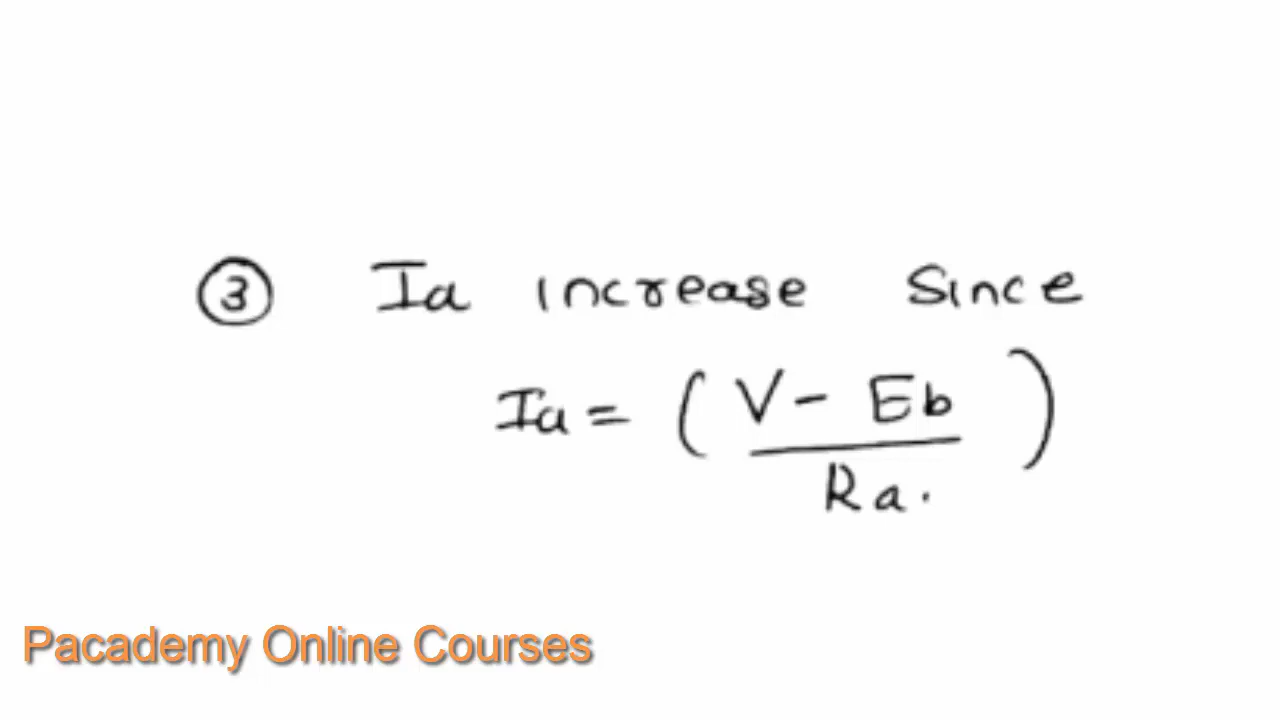 ③ Ia increase since
Ia = ( V - Eb / Ra. )
Pacademy Online Courses